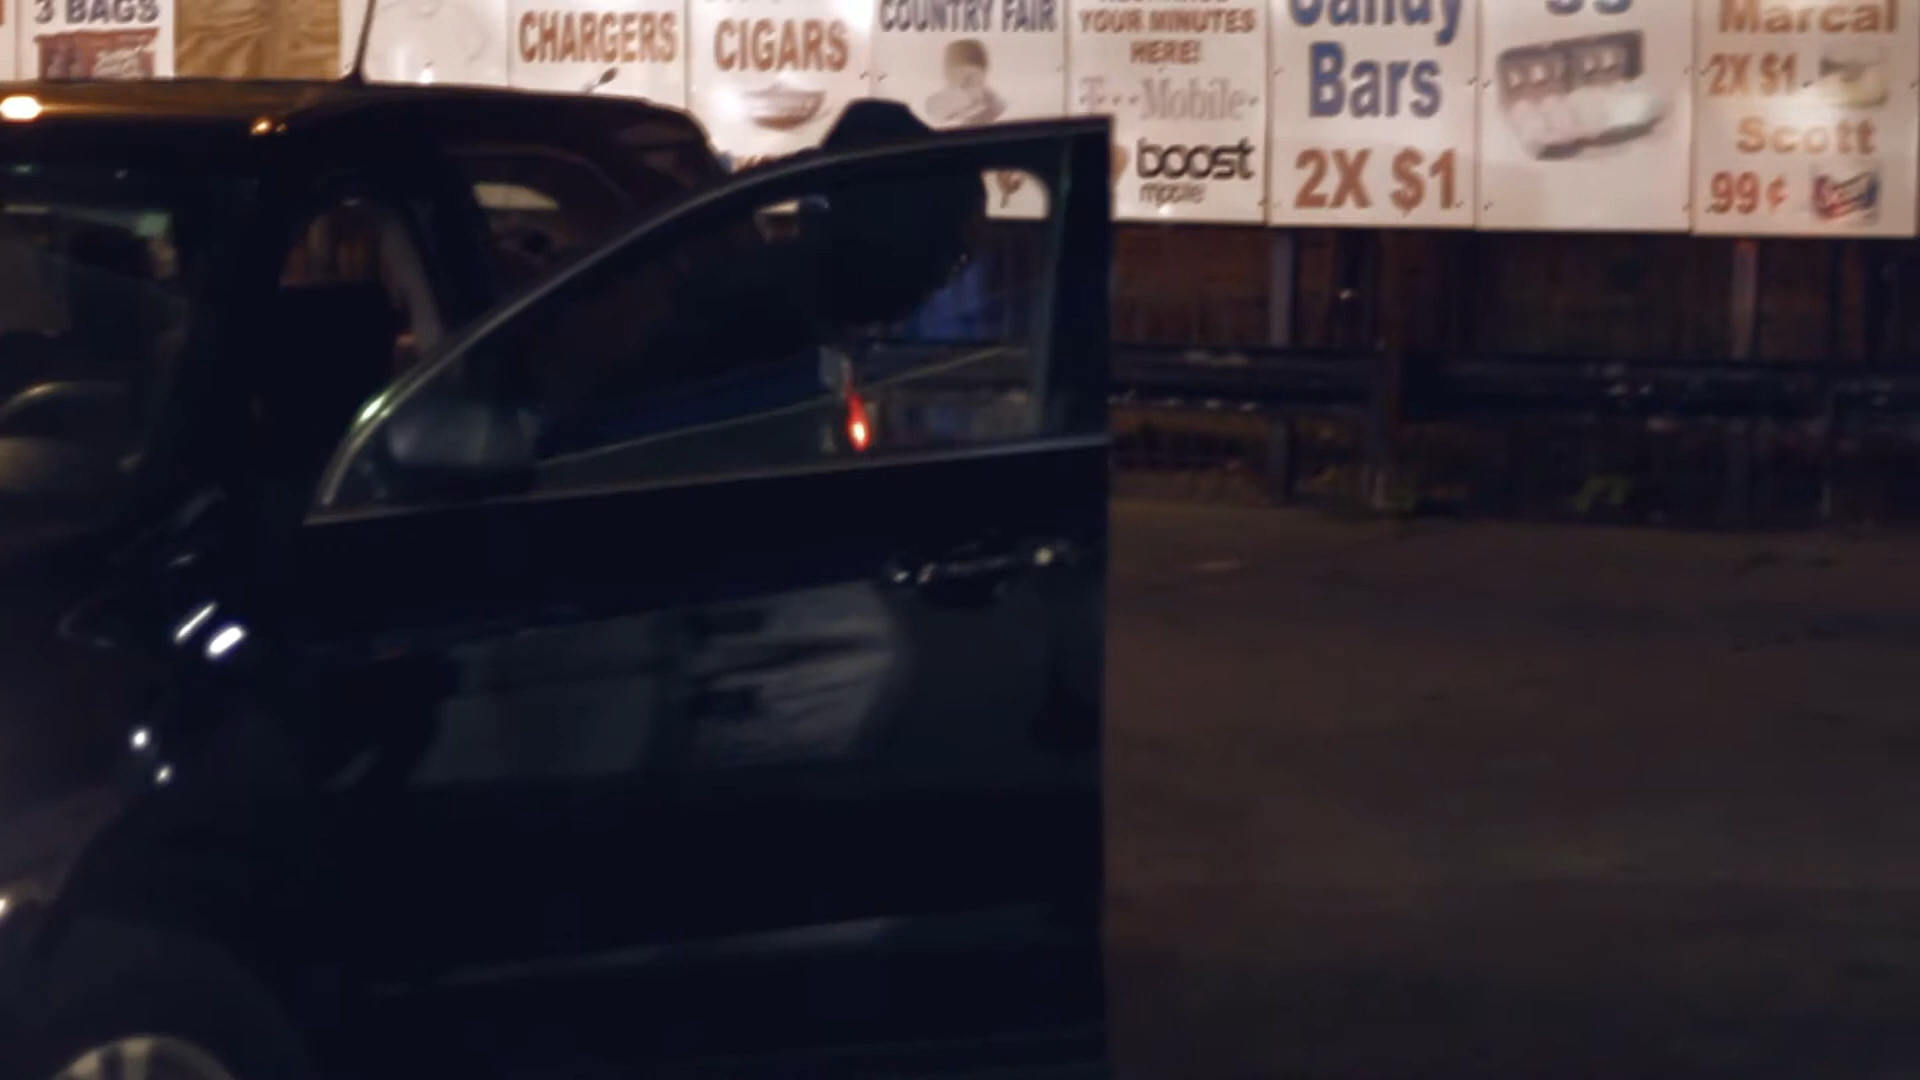 3 BAGS
CHARGERS
CIGARS
COUNTRY FAIR
YOUR MINUTES
HERE!
T-Mobile
boost
mobile
Candy
Bars
2X $1
Marcal
2X $1
Scott
.99¢